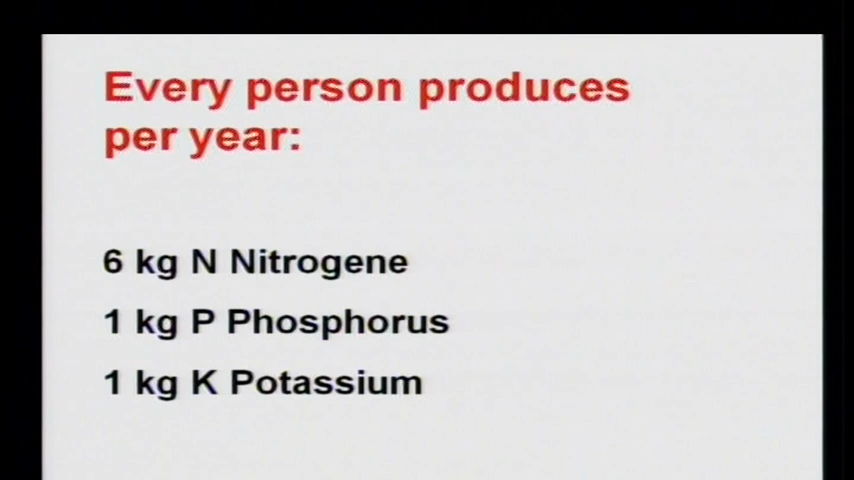 Every person produces
per year:
6 kg N Nitrogene
1 kg P Phosphorus
1 kg K Potassium